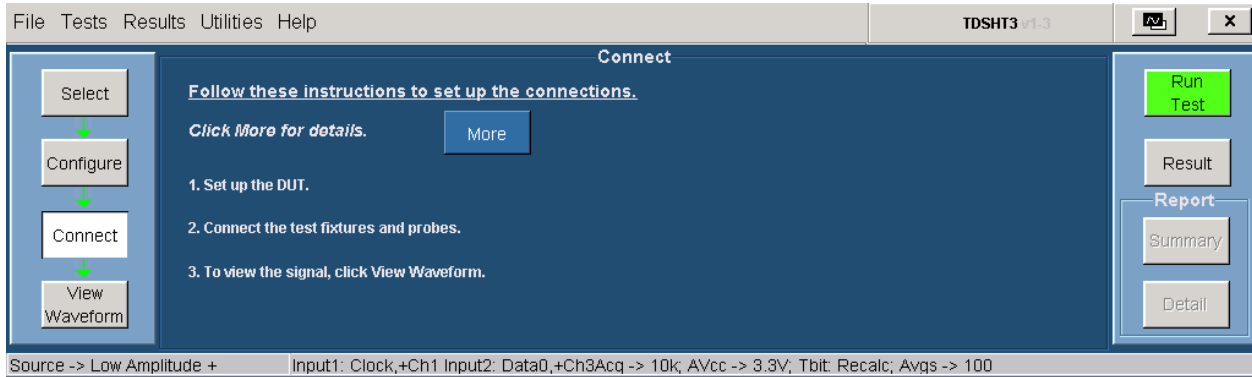 File Tests Results Utilities Help TDSHT3 v1-3 x
Connect
Select
Configure
Connect
View
Waveform
Follow these instructions to set up the connections.
Click More for details. More
1. Set up the DUT.
2. Connect the test fixtures and probes.
3. To view the signal, click View Waveform.
Run
Test
Result
Report
Summary
Detail
Source -> Low Amplitude + Input1: Clock,+Ch1 Input2: Data0,+Ch3Acq -> 10k; AVcc -> 3.3V; Tbit: Recalc; Avgs -> 100